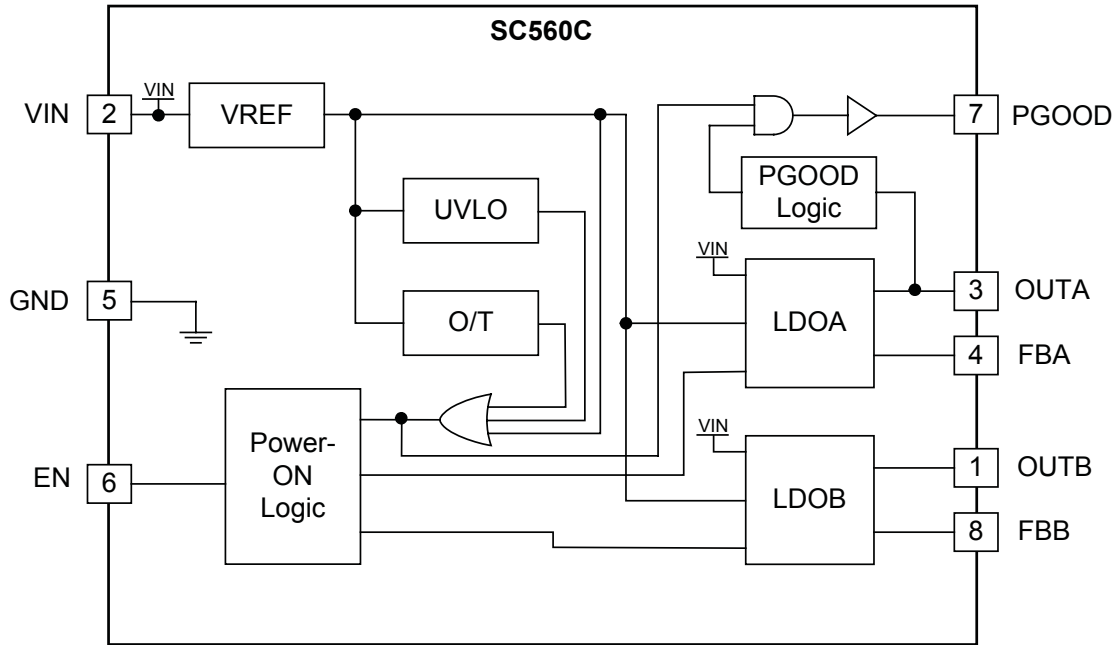 SC560C
VIN
2
VIN
VREF
7
PGOOD
PGOOD
Logic
UVLO
VIN
GND
5
O/T
LDOA
3
OUTA
4
FBA
Power-
ON
Logic
VIN
EN
6
LDOB
1
OUTB
8
FBB